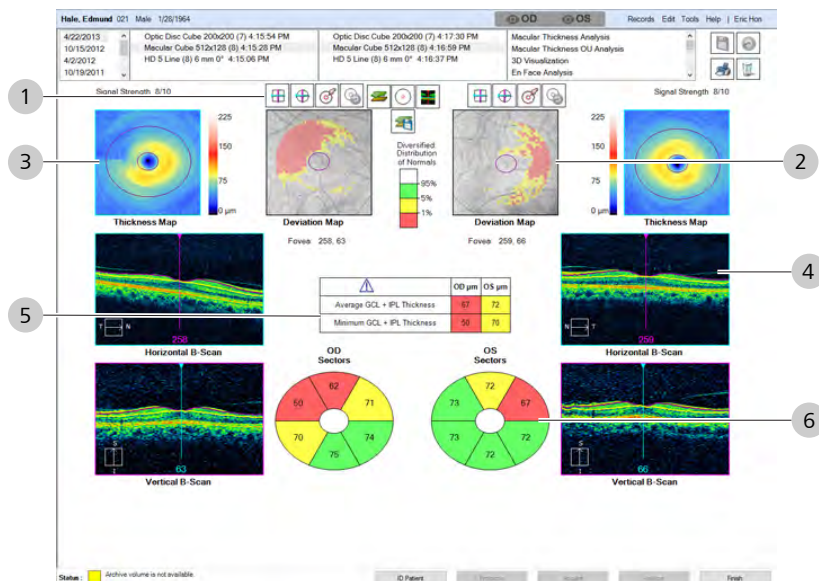 Hale, Edmund 021 Male 1/28/1964 OD OS Records Edit Tools Help | Eric Hon
4/22/2013
10/15/2012
4/2/2012
10/19/2011
Optic Disc Cube 200x200 (7) 4:15:54 PM
Macular Cube 512x128 (8) 4:15:28 PM
HD 5 Line (8) 6 mm 0° 4:15:06 PM
Optic Disc Cube 200x200 (7) 4:17:30 PM
Macular Cube 512x128 (8) 4:16:59 PM
HD 5 Line (8) 6 mm 0° 4:16:37 PM
Macular Thickness Analysis
Macular Thickness OU Analysis
3D Visualization
En Face Analysis
1
Signal Strength 8/10
Signal Strength 8/10
3
225
150
75
0 µm
Thickness Map
Deviation Map
Fovea 258, 63
Diversified
Distribution
of Normals
95%
5%
1%
Deviation Map
Fovea 259, 66
225
150
75
0 µm
Thickness Map
2
T N
258
Horizontal B-Scan
OD µm OS µm
Average GCL + IPL Thickness 67 72
Minimum GCL + IPL Thickness 50 70
N T
Horizontal B-Scan
4
5
S
I
63
Vertical B-Scan
OD
Sectors
62
50 71
70 74
75
OS
Sectors
72
73 67
73 72
72
S
I
66
Vertical B-Scan
6
Status : Archive volume is not available.
ID Patient
Finish